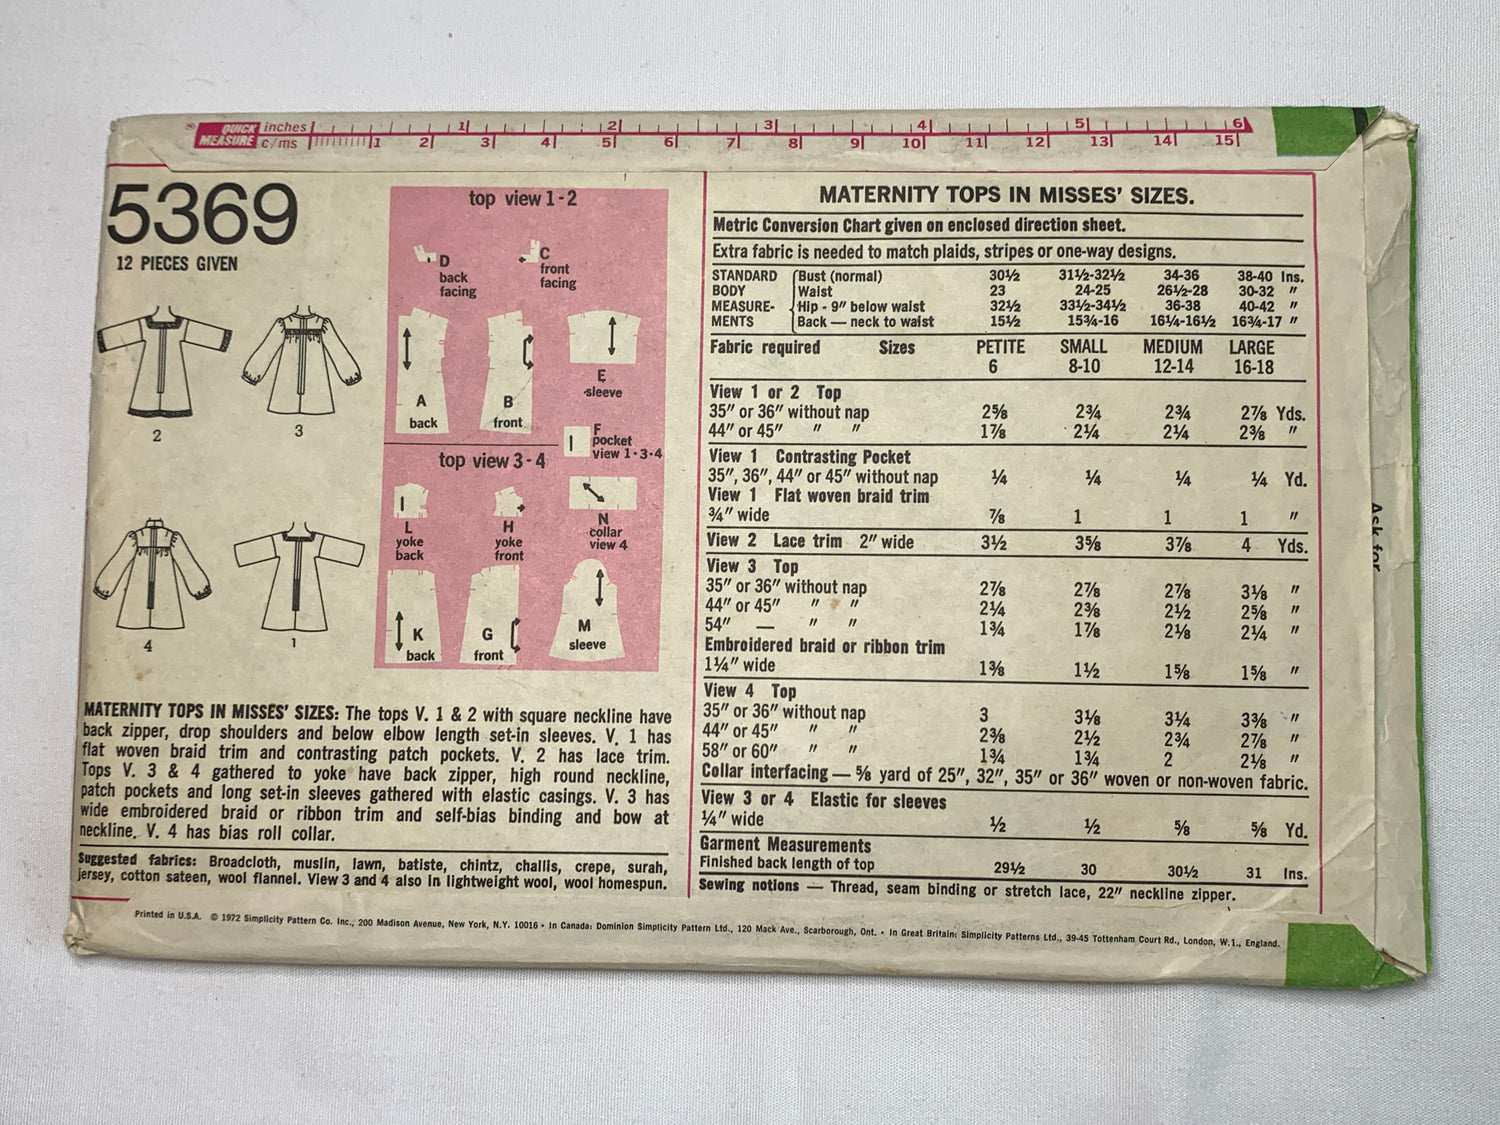 QUICK MEASURE inches 1 2 3 4 5 6
c/ms 1 2 3 4 5 6 7 8 9 10 11 12 13 14 15
5369
12 PIECES GIVEN
2
3
4
1
top view 1-2
D
back
facing
C
front
facing
A
back
B
front
E
sleeve
F
pocket
view 1-3-4
top view 3-4
L
yoke
back
H
yoke
front
N
collar
view 4
K
back
G
front
M
sleeve
MATERNITY TOPS IN MISSES' SIZES: The tops V. 1 & 2 with square neckline have
back zipper, drop shoulders and below elbow length set-in sleeves. V. 1 has
flat woven braid trim and contrasting patch pockets. V. 2 has lace trim.
Tops V. 3 & 4 gathered to yoke have back zipper, high round neckline,
patch pockets and long set-in sleeves gathered with elastic casings. V. 3 has
wide embroidered braid or ribbon trim and self-bias binding and bow at
neckline. V. 4 has bias roll collar.
Suggested fabrics: Broadcloth, muslin, lawn, batiste, chintz, challis, crepe, surah,
jersey, cotton sateen, wool flannel. View 3 and 4 also in lightweight wool, wool homespun.
MATERNITY TOPS IN MISSES' SIZES.
Metric Conversion Chart given on enclosed direction sheet.
Extra fabric is needed to match plaids, stripes or one-way designs.
STANDARD Bust (normal) 30½ 31½-32½ 34-36 38-40 Ins.
BODY Waist 23 24-25 26½-28 30-32 "
MEASURE- Hip - 9" below waist 32½ 33½-34½ 36-38 40-42 "
MENTS Back — neck to waist 15½ 15¾-16 16¼-16½ 16¾-17 "
Fabric required Sizes PETITE SMALL MEDIUM LARGE
6 8-10 12-14 16-18
View 1 or 2 Top
35" or 36" without nap 2⅝ 2¾ 2¾ 2⅞ Yds.
44" or 45" " " 1⅞ 2¼ 2¼ 2⅜ "
View 1 Contrasting Pocket
35", 36", 44" or 45" without nap ¼ ¼ ¼ ¼ Yd.
View 1 Flat woven braid trim
¾" wide ⅞ 1 1 1 "
View 2 Lace trim 2" wide 3½ 3⅝ 3⅞ 4 Yds.
View 3 Top
35" or 36" without nap 2⅞ 2⅞ 2⅞ 3⅛ "
44" or 45" " " 2¼ 2⅜ 2½ 2⅝ "
54" — " " 1¾ 1⅞ 2⅛ 2¼ "
Embroidered braid or ribbon trim
1¼" wide 1⅜ 1½ 1⅝ 1⅝ "
View 4 Top
35" or 36" without nap 3 3⅛ 3¼ 3⅜ "
44" or 45" " " 2⅜ 2½ 2¾ 2⅞ "
58" or 60" " " 1¾ 1¾ 2 2⅛ "
Collar interfacing — ⅝ yard of 25", 32", 35" or 36" woven or non-woven fabric.
View 3 or 4 Elastic for sleeves
¼" wide ½ ½ ⅝ ⅝ Yd.
Garment Measurements
Finished back length of top 29½ 30 30½ 31 Ins.
Sewing notions — Thread, seam binding or stretch lace, 22" neckline zipper.
Printed in U.S.A. © 1972 Simplicity Pattern Co. Inc., 200 Madison Avenue, New York, N.Y. 10016 • In Canada: Dominion Simplicity Pattern Ltd., 120 Mack Ave., Scarborough, Ont. • In Great Britain: Simplicity Patterns Ltd., 39-45 Tottenham Court Rd., London, W.1., England.
Ask for